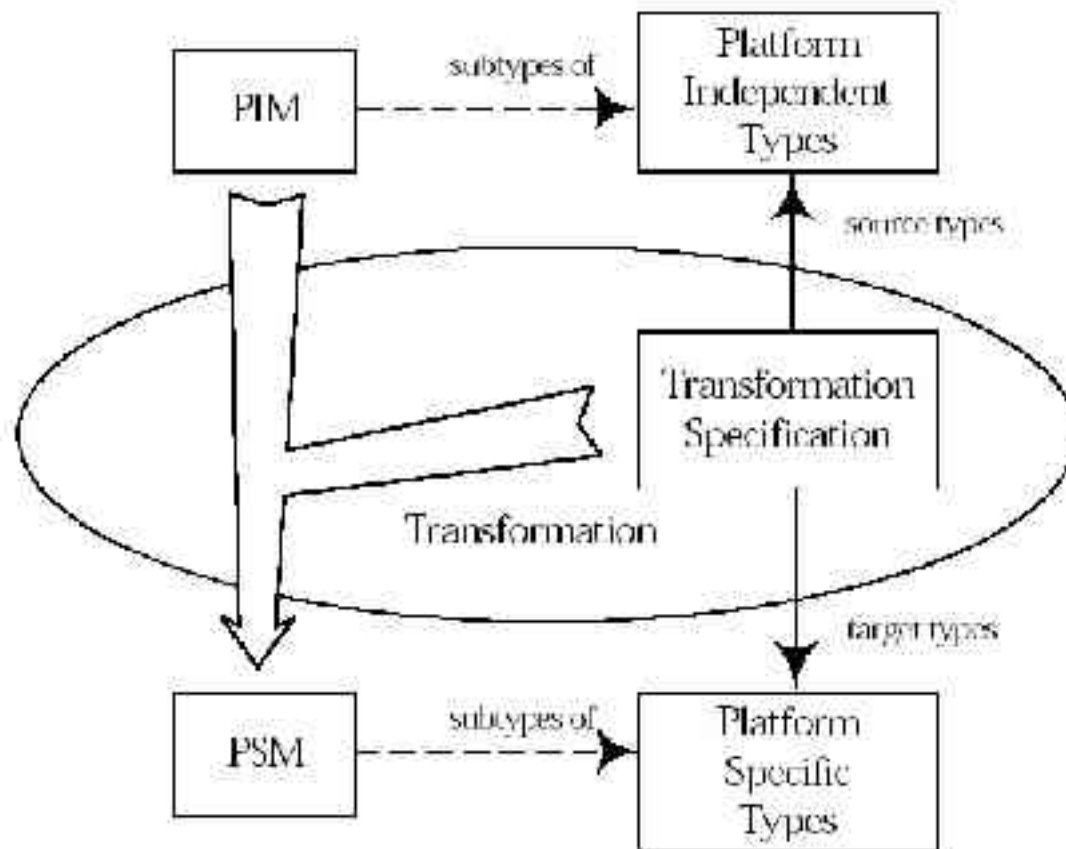 PIM
subtypes of
Platform
Independent
Types
source types
Transformation
Specification
Transformation
target types
PSM
subtypes of
Platform
Specific
Types